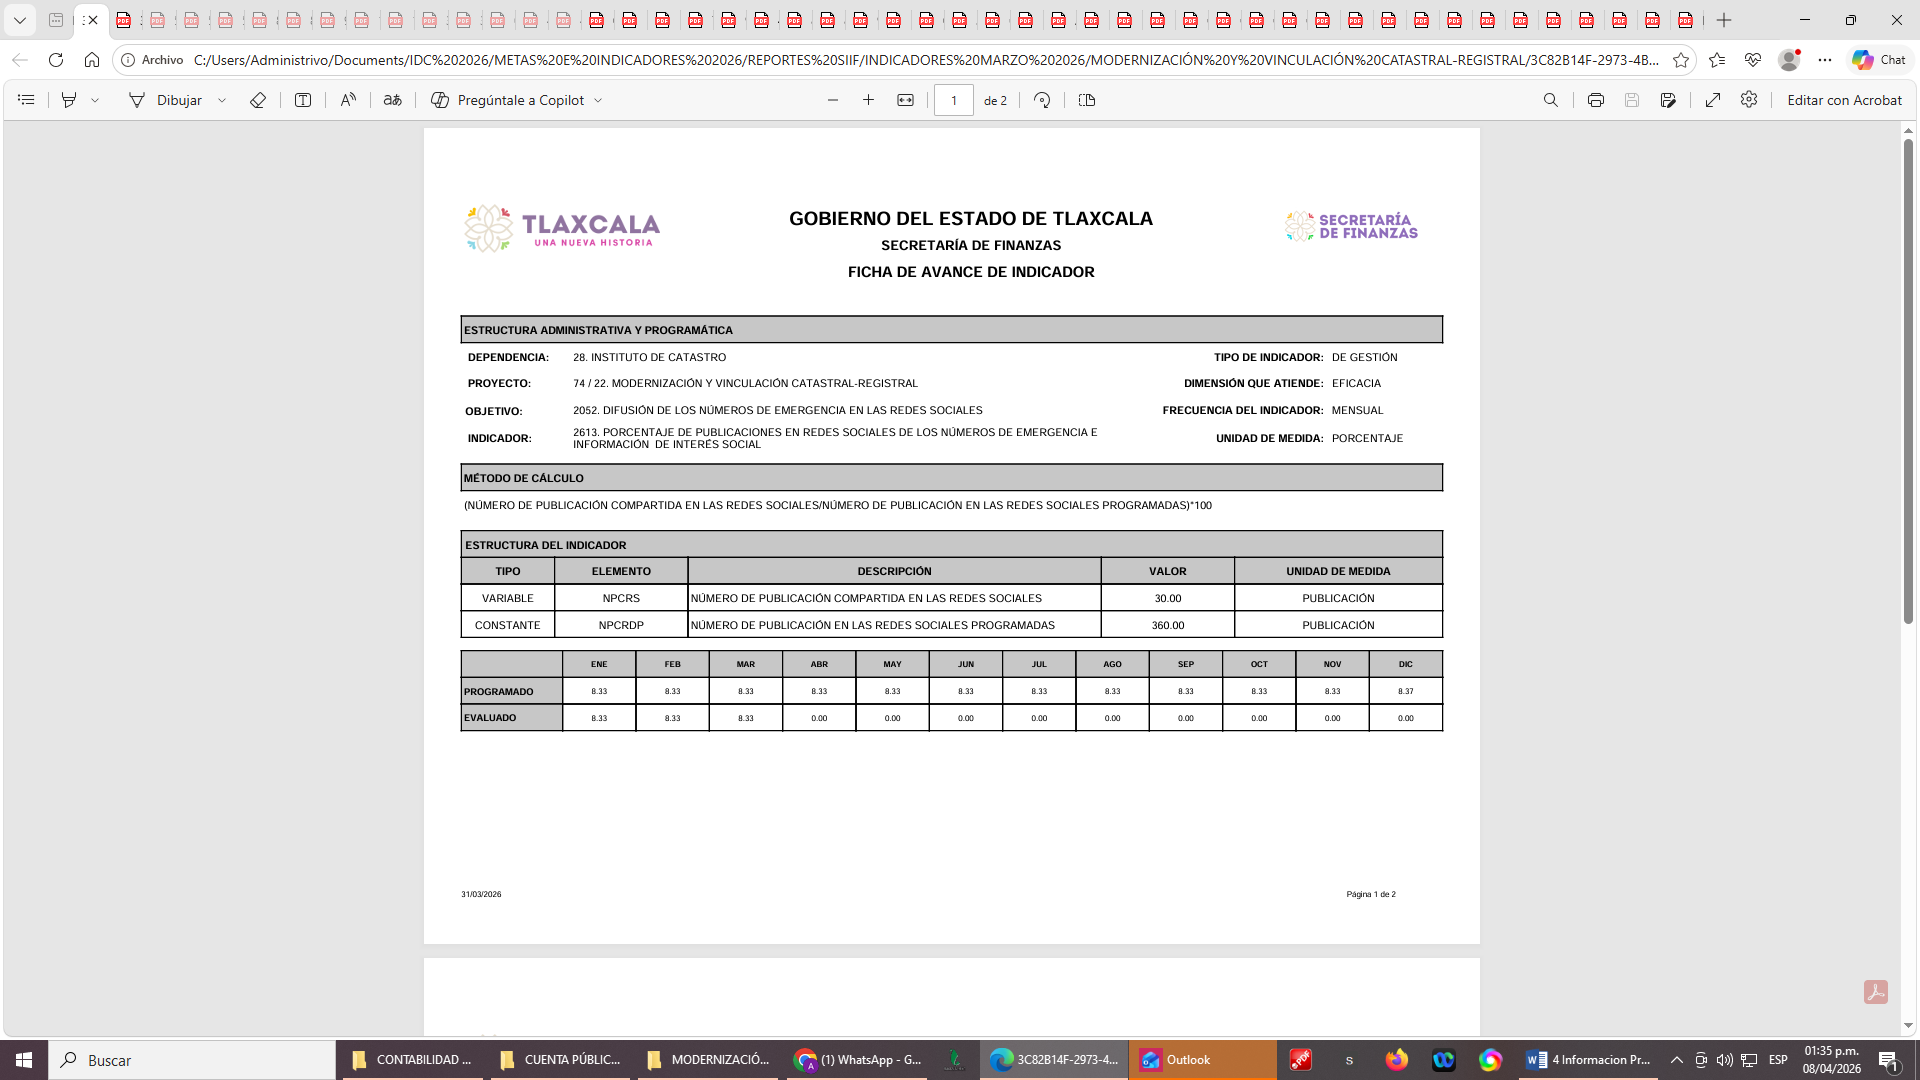 Archivo
C:/Users/Administrivo/Documents/IDC%202026/METAS%20E%20INDICADORES%202026/REPORTES%20SIIF/INDICADORES%20MARZO%202026/MODERNIZACIÓN%20Y%20VINCULACIÓN%20CATASTRAL-REGISTRAL/3C82B14F-2973-4B...
Chat
Dibujar
Pregúntale a Copilot
1 de 2
Editar con Acrobat
TLAXCALA
UNA NUEVA HISTORIA
GOBIERNO DEL ESTADO DE TLAXCALA
SECRETARÍA DE FINANZAS
FICHA DE AVANCE DE INDICADOR
SECRETARÍA
DE FINANZAS
ESTRUCTURA ADMINISTRATIVA Y PROGRAMÁTICA
DEPENDENCIA: 28. INSTITUTO DE CATASTRO TIPO DE INDICADOR: DE GESTIÓN
PROYECTO: 74 / 22. MODERNIZACIÓN Y VINCULACIÓN CATASTRAL-REGISTRAL DIMENSIÓN QUE ATIENDE: EFICACIA
OBJETIVO: 2052. DIFUSIÓN DE LOS NÚMEROS DE EMERGENCIA EN LAS REDES SOCIALES FRECUENCIA DEL INDICADOR: MENSUAL
INDICADOR: 2613. PORCENTAJE DE PUBLICACIONES EN REDES SOCIALES DE LOS NÚMEROS DE EMERGENCIA E
INFORMACIÓN DE INTERÉS SOCIAL UNIDAD DE MEDIDA: PORCENTAJE
MÉTODO DE CÁLCULO
(NÚMERO DE PUBLICACIÓN COMPARTIDA EN LAS REDES SOCIALES/NÚMERO DE PUBLICACIÓN EN LAS REDES SOCIALES PROGRAMADAS)*100
ESTRUCTURA DEL INDICADOR
TIPO ELEMENTO DESCRIPCIÓN VALOR UNIDAD DE MEDIDA
VARIABLE NPCRS NÚMERO DE PUBLICACIÓN COMPARTIDA EN LAS REDES SOCIALES 30.00 PUBLICACIÓN
CONSTANTE NPCRDP NÚMERO DE PUBLICACIÓN EN LAS REDES SOCIALES PROGRAMADAS 360.00 PUBLICACIÓN
ENE FEB MAR ABR MAY JUN JUL AGO SEP OCT NOV DIC
PROGRAMADO 8.33 8.33 8.33 8.33 8.33 8.33 8.33 8.33 8.33 8.33 8.33 8.37
EVALUADO 8.33 8.33 8.33 0.00 0.00 0.00 0.00 0.00 0.00 0.00 0.00 0.00
31/03/2026 Página 1 de 2
Buscar
CONTABILIDAD ...
CUENTA PÚBLIC...
MODERNIZACIÓ...
(1) WhatsApp - G...
3C82B14F-2973-4...
Outlook
4 Informacion Pr...
ESP
01:35 p.m.
08/04/2026